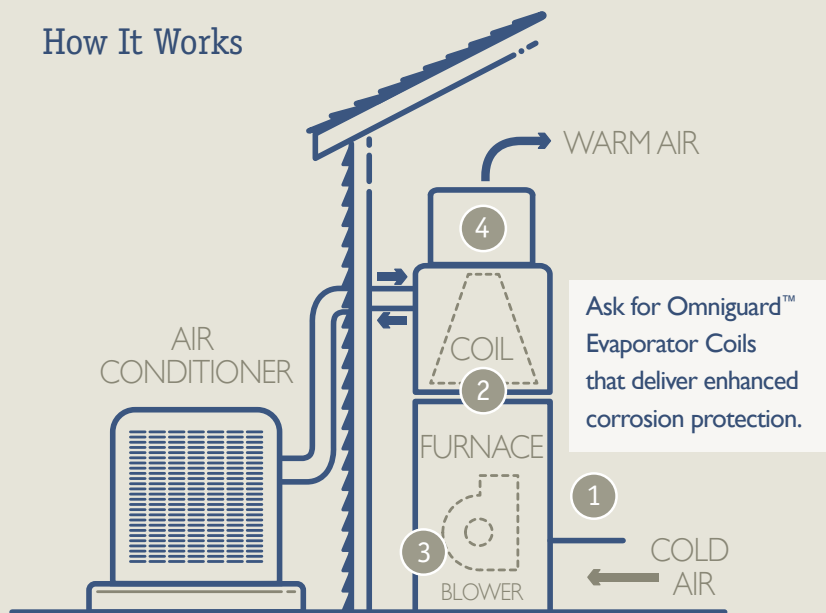 How It Works
WARM AIR
4
Ask for Omniguard™
Evaporator Coils
that deliver enhanced
corrosion protection.
AIR
CONDITIONER
COIL
2
FURNACE
1
3
BLOWER
COLD
AIR